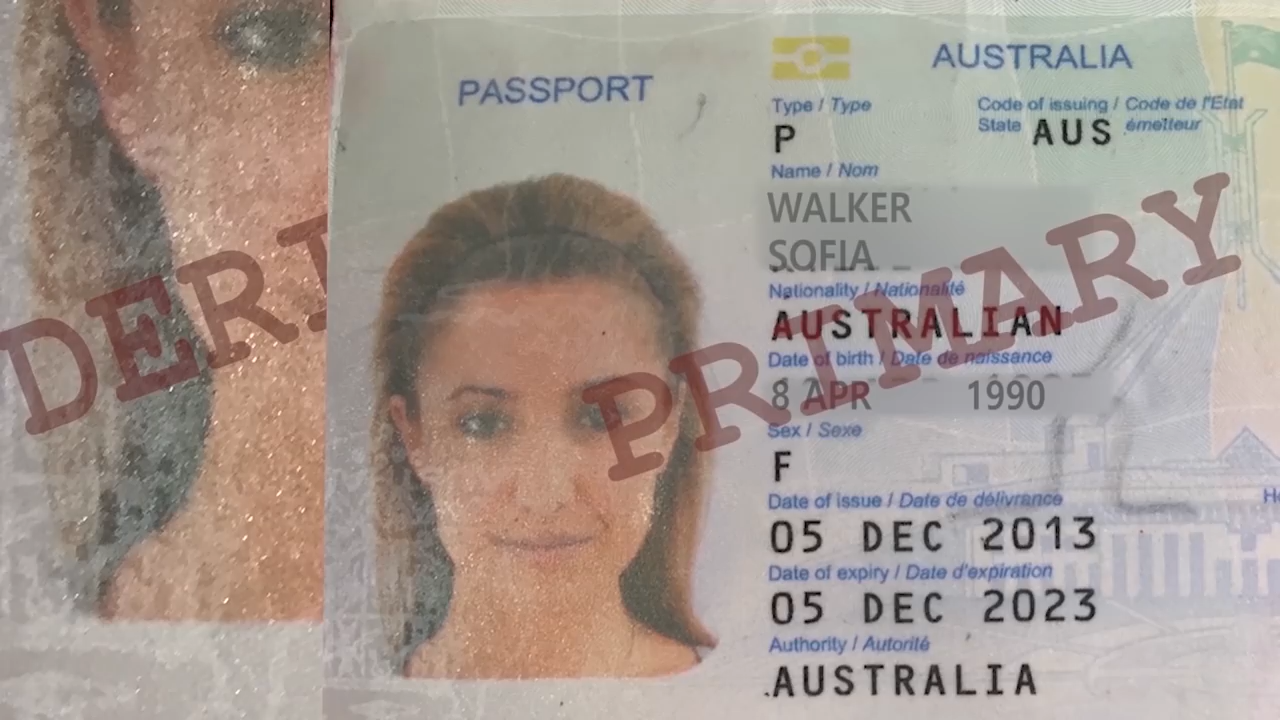 DERI
PASSPORT
AUSTRALIA
Type / Type
Code of issuing / Code de l'Etat
State AUS émetteur
P
Name / Nom
WALKER
SOFIA
Nationality / Nationalité
AUSTRALIAN
PRIMARY
Date of birth / Date de naissance
8 APR 1990
Sex / Sexe
F
Date of issue / Date de délivrance
05 DEC 2013
Date of expiry / Date d'expiration
05 DEC 2023
Authority / Autorité
AUSTRALIA